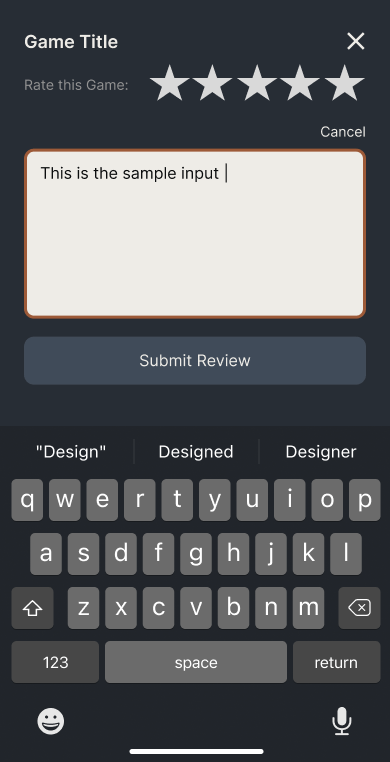 Game Title
Rate this Game:
Cancel
This is the sample input
Submit Review
"Design" Designed Designer
q w e r t y u i o p
a s d f g h j k l
z x c v b n m
123 space return